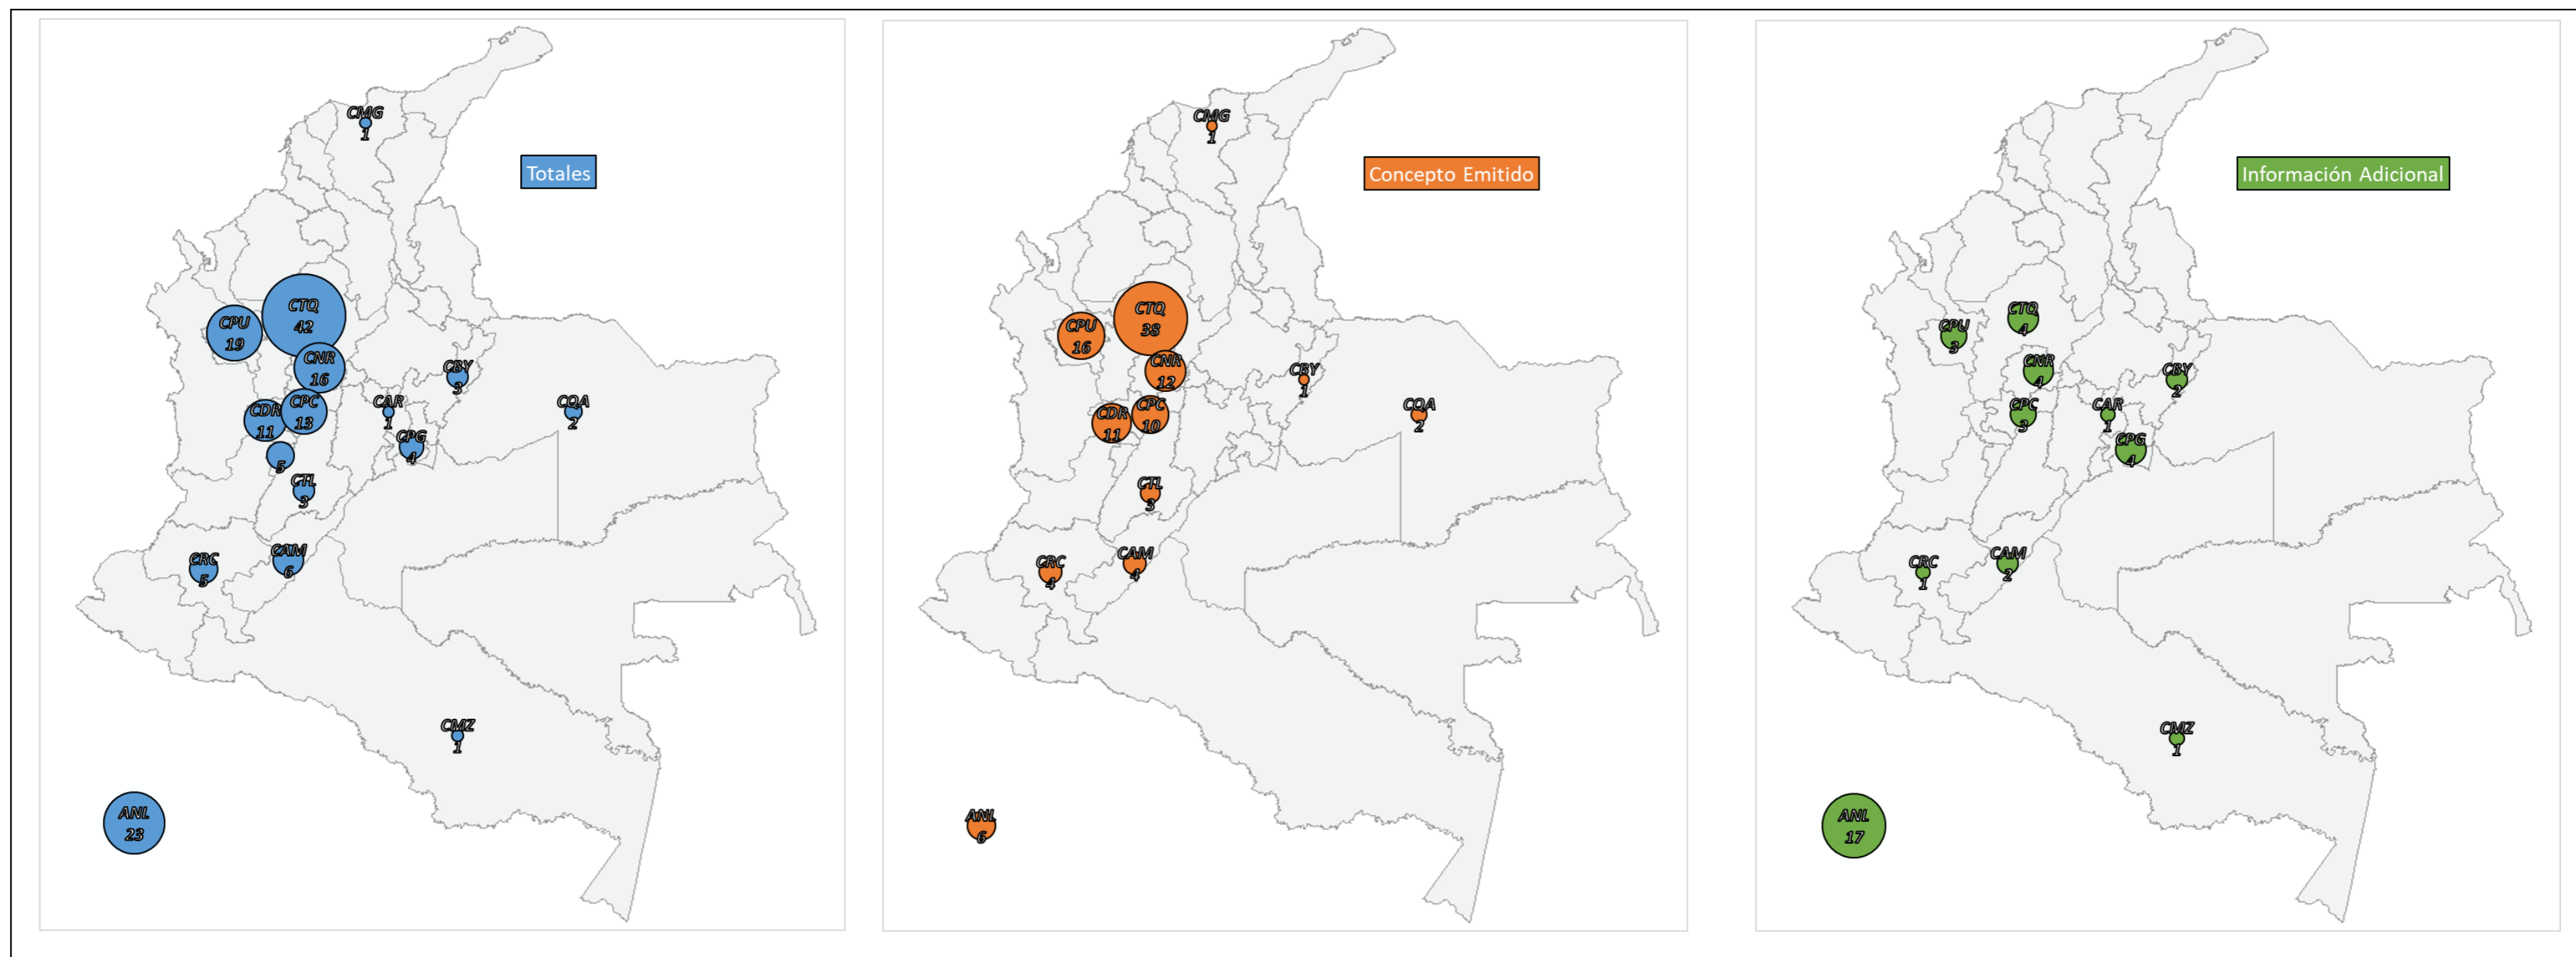 CMG
1
Totales
CTQ
42
CPU
19
CNR
16
CBY
3
CPC
13
CDR
11
CAR
1
CQA
2
CPG
4
5
CTL
3
CAM
6
CRC
5
CMZ
1
ANL
23
CMG
1
Concepto Emitido
CTQ
38
CPU
16
CNR
12
CBY
1
CPC
10
CDR
11
CQA
2
CTL
3
CAM
4
CRC
4
ANL
6
Información Adicional
CTQ
4
CPU
3
CNR
4
CBY
2
CPC
3
CAR
1
CPG
4
CAM
2
CRC
1
CMZ
1
ANL
17